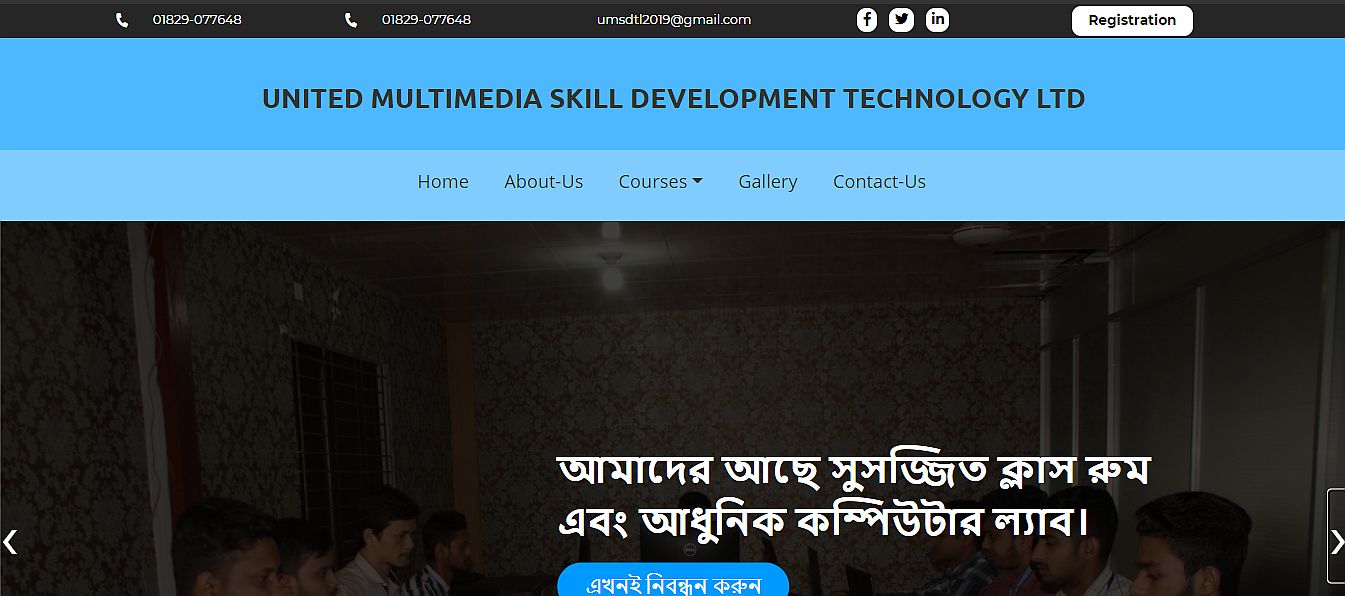 01829-077648 01829-077648 umsdtl2019@gmail.com Registration
UNITED MULTIMEDIA SKILL DEVELOPMENT TECHNOLOGY LTD
Home About-Us Courses Gallery Contact-Us
আমাদের আছে সুসজ্জিত ক্লাস রুম
এবং আধুনিক কম্পিউটার ল্যাব।
এখনই নিবন্ধন করুন